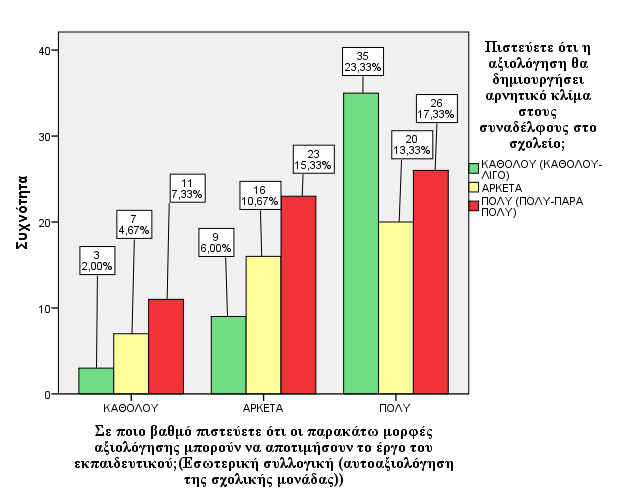 40
30
20
10
0
Συχνότητα
3
2,00%
7
4,67%
11
7,33%
9
6,00%
16
10,67%
23
15,33%
35
23,33%
20
13,33%
26
17,33%
ΚΑΘΟΛΟΥ
ΑΡΚΕΤΑ
ΠΟΛΥ
Σε ποιο βαθμό πιστεύετε ότι οι παρακάτω μορφές
αξιολόγησης μπορούν να αποτιμήσουν το έργο του
εκπαιδευτικού;(Εσωτερική συλλογική (αυτοαξιολόγηση
της σχολικής μονάδας))
Πιστεύετε ότι η
αξιολόγηση θα
δημιουργήσει
αρνητικό κλίμα
στους
συναδέλφους στο
σχολείο;
ΚΑΘΟΛΟΥ (ΚΑΘΟΛΟΥ-
ΛΙΓΟ)
ΑΡΚΕΤΑ
ΠΟΛΥ (ΠΟΛΥ-ΠΑΡΑ
ΠΟΛΥ)